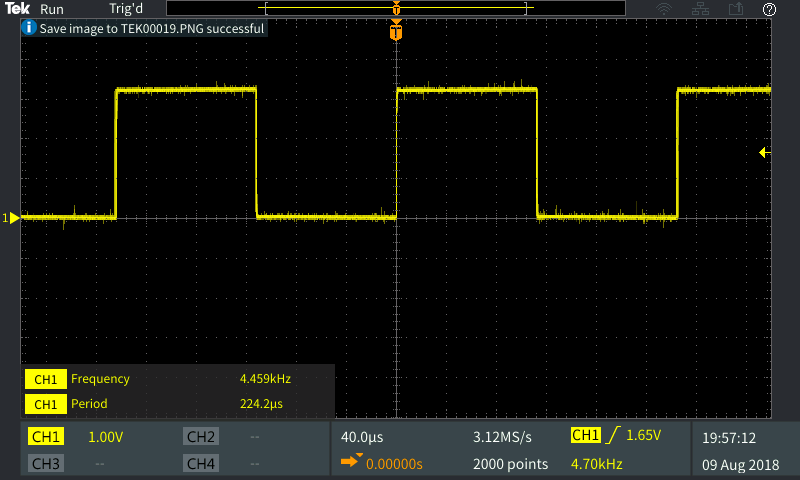 Tek Run Trig'd T ?
i Save image to TEK00019.PNG successful
T
1
CH1 Frequency 4.459kHz
CH1 Period 224.2µs
CH1 1.00V CH2 -- 40.0µs 3.12MS/s CH1 1.65V 19:57:12
CH3 -- CH4 -- 0.00000s 2000 points 4.70kHz 09 Aug 2018